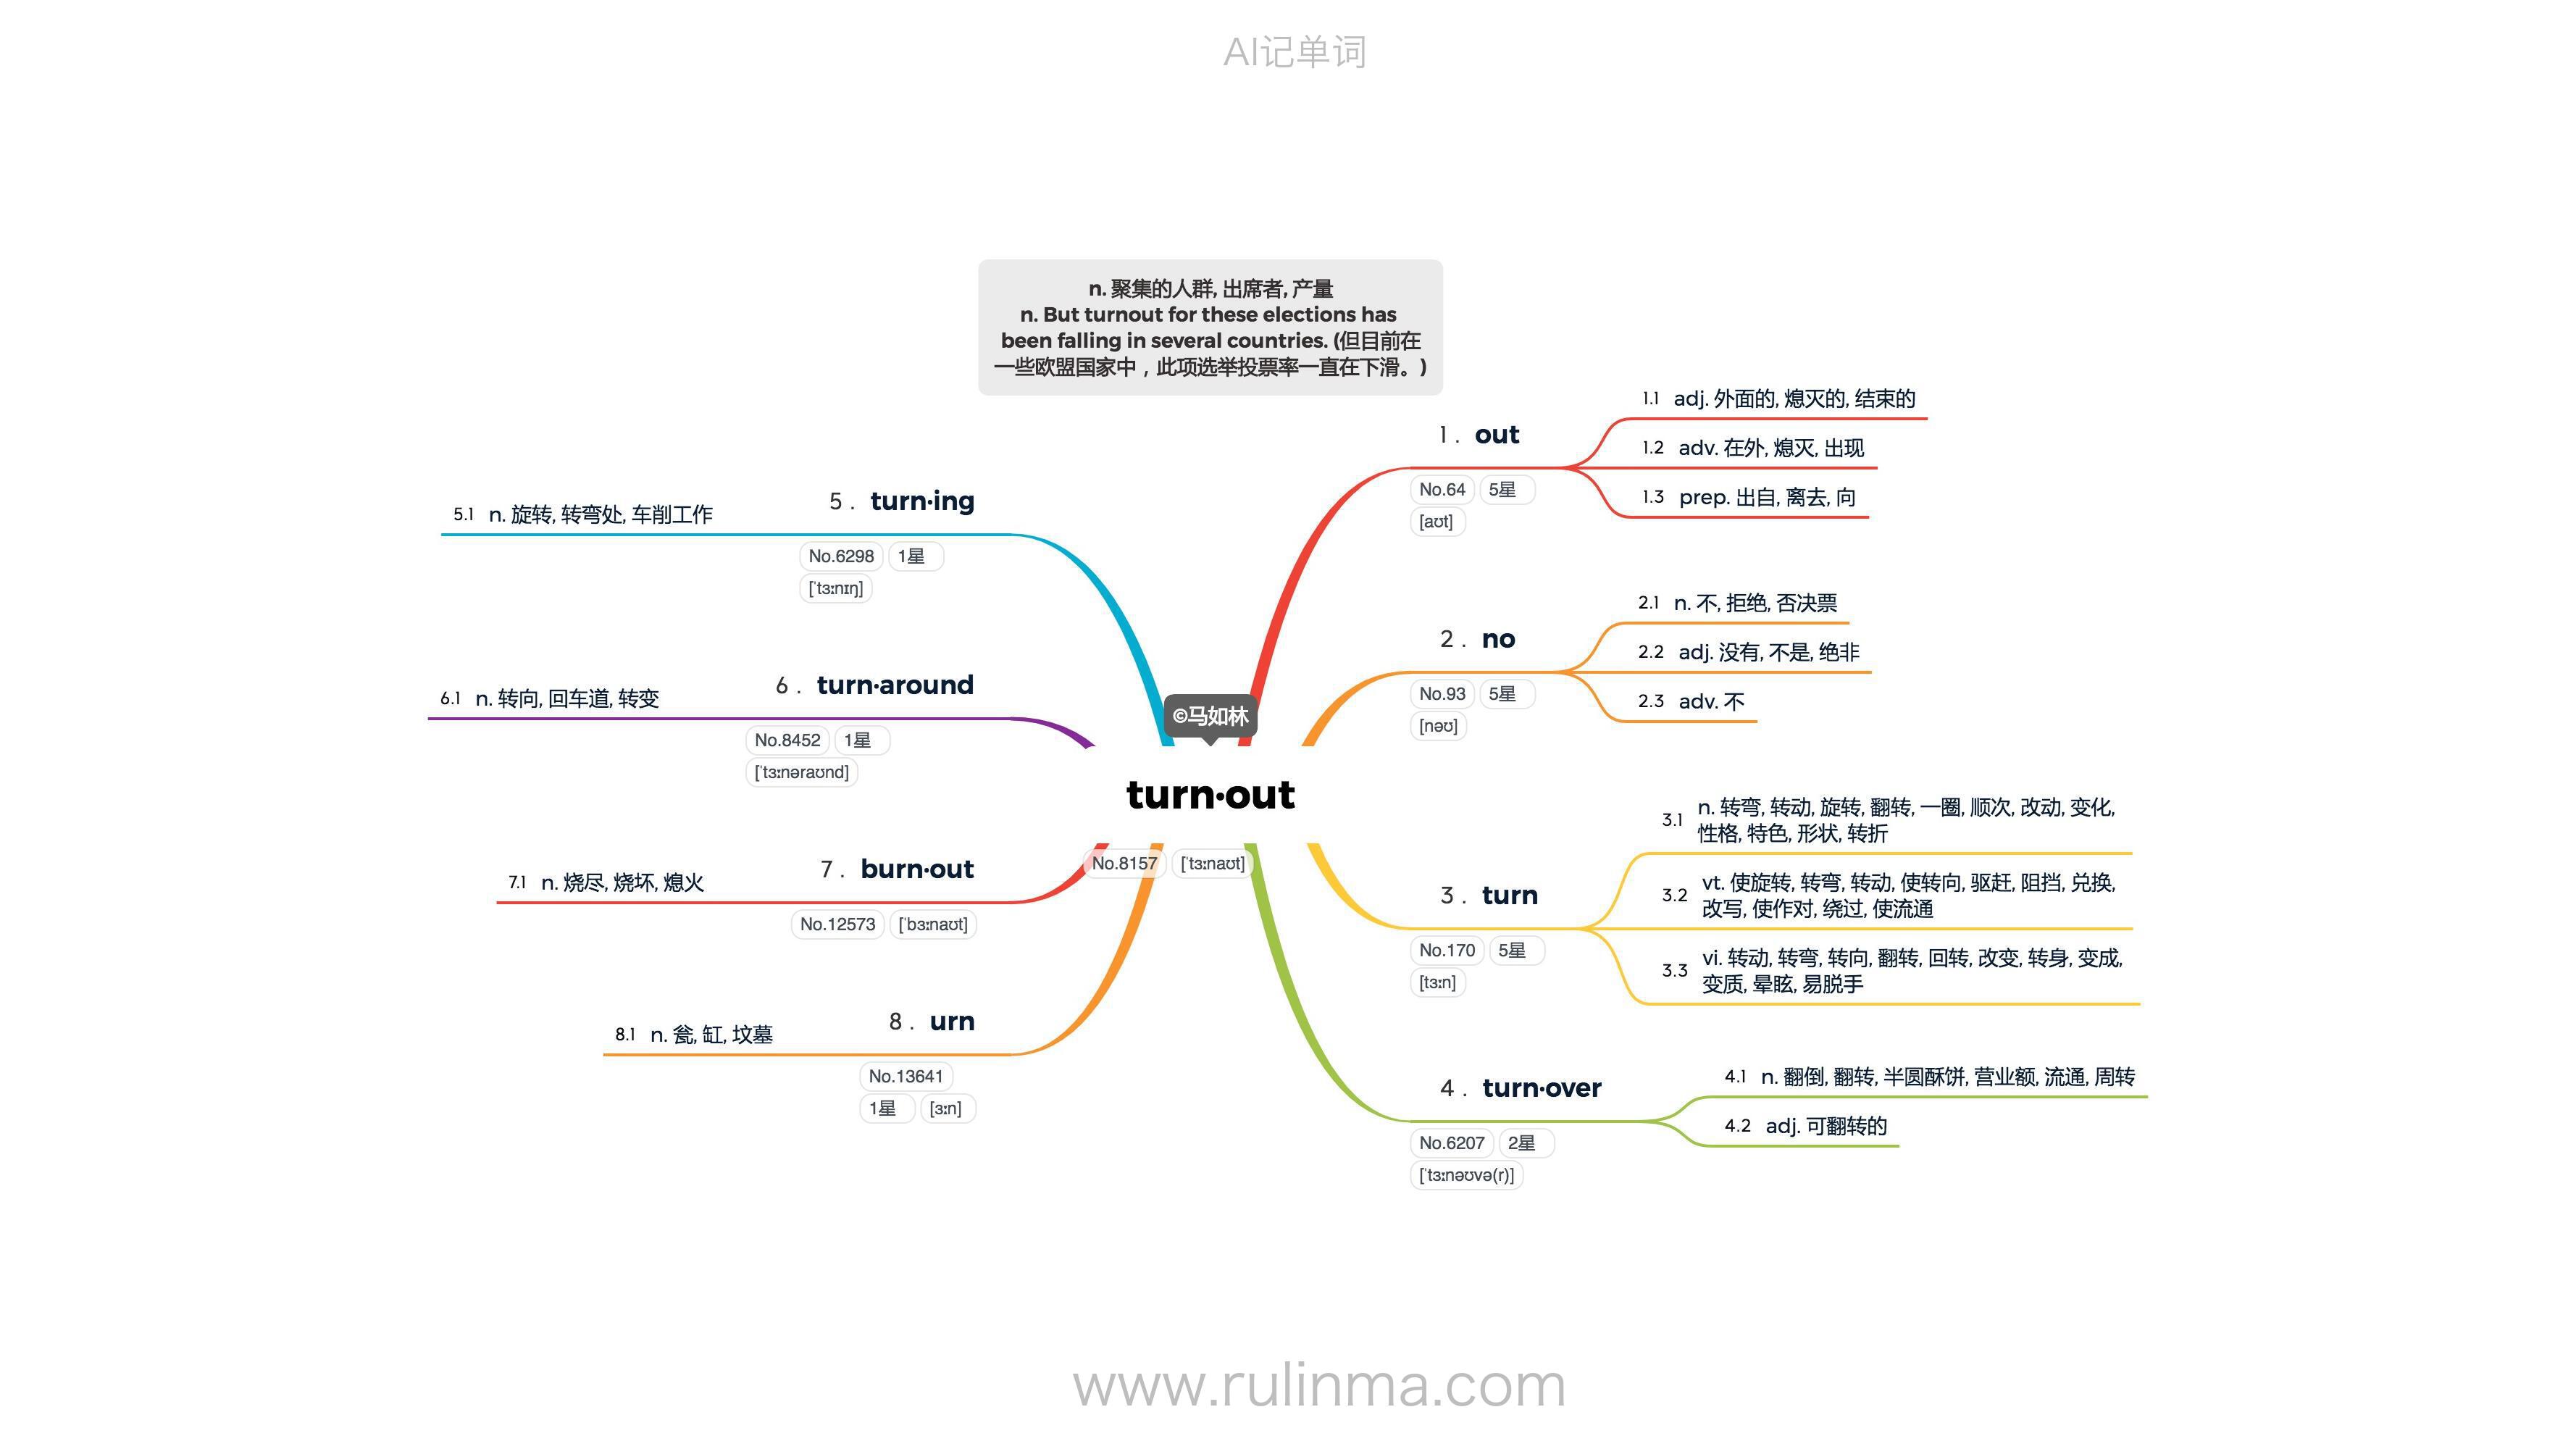 AI记单词
n. 聚集的人群, 出席者, 产量
n. But turnout for these elections has
been falling in several countries. (但目前在
一些欧盟国家中，此项选举投票率一直在下滑。)
©马如林
turn·out
No.8157 [ˈtɜːnaʊt]
1. out
No.64 5星
[aʊt]
1.1 adj. 外面的, 熄灭的, 结束的
1.2 adv. 在外, 熄灭, 出现
1.3 prep. 出自, 离去, 向
2. no
No.93 5星
[nəʊ]
2.1 n. 不, 拒绝, 否决票
2.2 adj. 没有, 不是, 绝非
2.3 adv. 不
3. turn
No.170 5星
[tɜːn]
3.1 n. 转弯, 转动, 旋转, 翻转, 一圈, 顺次, 改动, 变化,
性格, 特色, 形状, 转折
3.2 vt. 使旋转, 转弯, 转动, 使转向, 驱赶, 阻挡, 兑换,
改写, 使作对, 绕过, 使流通
3.3 vi. 转动, 转弯, 转向, 翻转, 回转, 改变, 转身, 变成,
变质, 晕眩, 易脱手
4. turn·over
No.6207 2星
[ˈtɜːnəʊvə(r)]
4.1 n. 翻倒, 翻转, 半圆酥饼, 营业额, 流通, 周转
4.2 adj. 可翻转的
5. turn·ing
No.6298 1星
[ˈtɜːnɪŋ]
5.1 n. 旋转, 转弯处, 车削工作
6. turn·around
No.8452 1星
[ˈtɜːnəraʊnd]
6.1 n. 转向, 回车道, 转变
7. burn·out
No.12573 [ˈbɜːnaʊt]
7.1 n. 烧尽, 烧坏, 熄火
8. urn
No.13641
1星 [ɜːn]
8.1 n. 瓮, 缸, 坟墓
www.rulinma.com